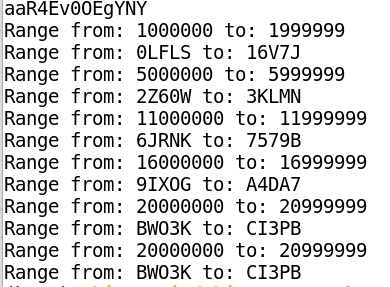 aaR4Ev0OEgYNY
Range from: 1000000 to: 1999999
Range from: 0LFLS to: 16V7J
Range from: 5000000 to: 5999999
Range from: 2Z60W to: 3KLMN
Range from: 11000000 to: 11999999
Range from: 6JRNK to: 7579B
Range from: 16000000 to: 16999999
Range from: 9IXOG to: A4DA7
Range from: 20000000 to: 20999999
Range from: BWO3K to: CI3PB
Range from: 20000000 to: 20999999
Range from: BWO3K to: CI3PB